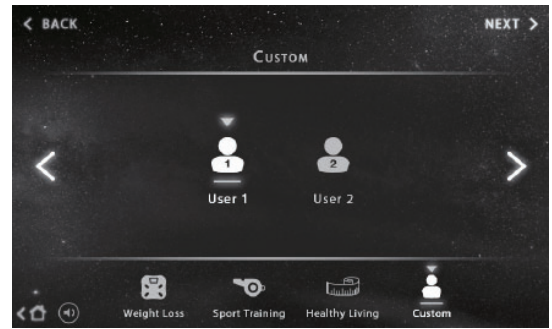 BACK
NEXT
CUSTOM
1
2
User 1
User 2
Weight Loss
Sport Training
Healthy Living
Custom